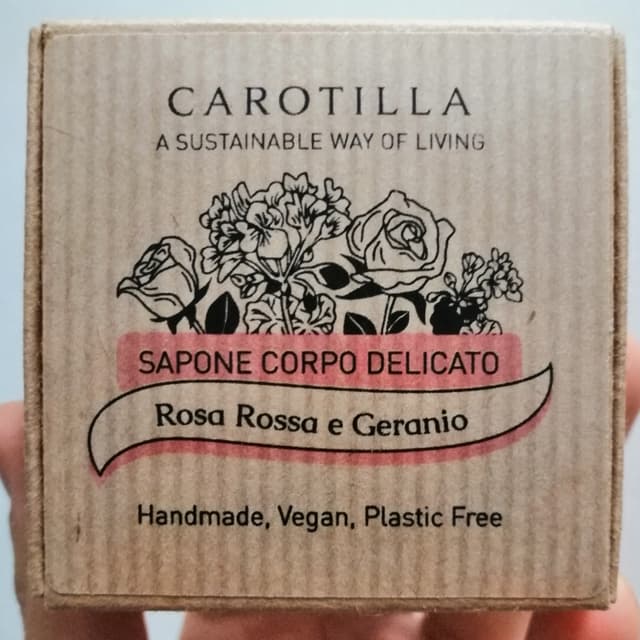 CAROTILLA
A SUSTAINABLE WAY OF LIVING
SAPONE CORPO DELICATO
Rosa Rossa e Geranio
Handmade, Vegan, Plastic Free